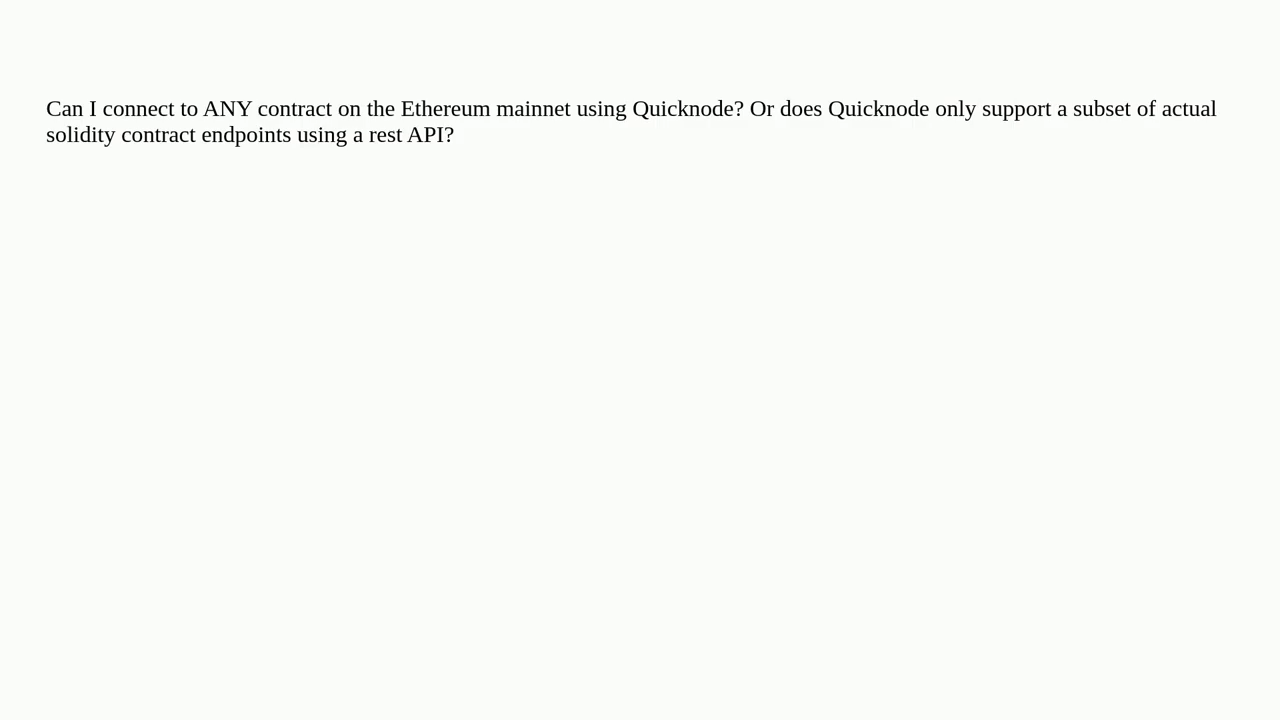 Can I connect to ANY contract on the Ethereum mainnet using Quicknode? Or does Quicknode only support a subset of actual
solidity contract endpoints using a rest API?